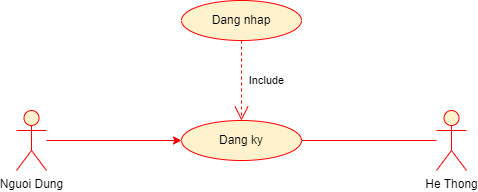 Dang nhap
Include
Dang ky
Nguoi Dung
He Thong